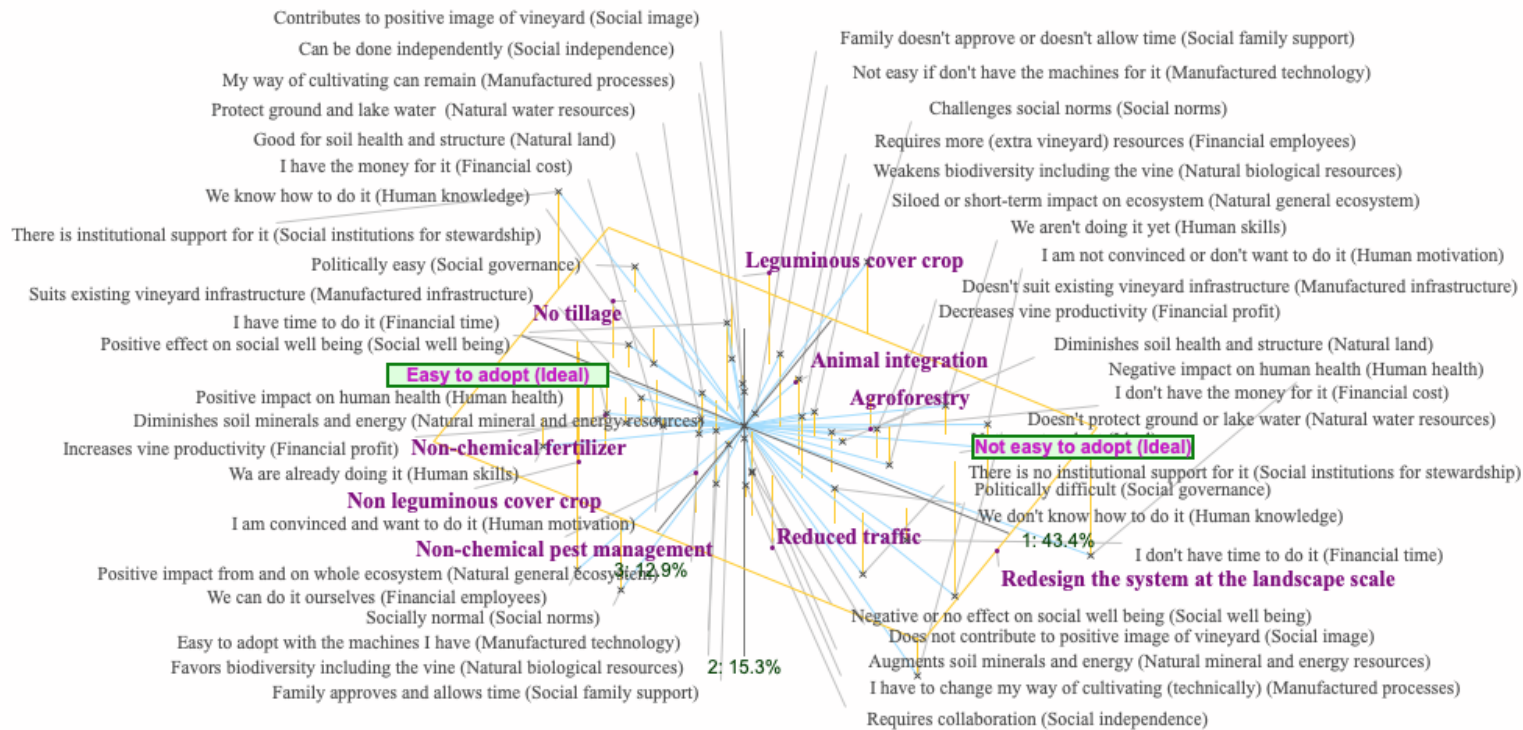 Contributes to positive image of vineyard (Social image)
Can be done independently (Social independence)
My way of cultivating can remain (Manufactured processes)
Protect ground and lake water (Natural water resources)
Good for soil health and structure (Natural land)
I have the money for it (Financial cost)
We know how to do it (Human knowledge)
There is institutional support for it (Social institutions for stewardship)
Politically easy (Social governance)
Suits existing vineyard infrastructure (Manufactured infrastructure)
No tillage
I have time to do it (Financial time)
Positive effect on social well being (Social well being)
Easy to adopt (Ideal)
Positive impact on human health (Human health)
Diminishes soil minerals and energy (Natural mineral and energy resources)
Increases vine productivity (Financial profit)
Non-chemical fertilizer
Wa are already doing it (Human skills)
Non leguminous cover crop
I am convinced and want to do it (Human motivation)
Non-chemical pest management
Positive impact from and on whole ecosystem (Natural general ecosystem)
3: 12.9%
We can do it ourselves (Financial employees)
Socially normal (Social norms)
Easy to adopt with the machines I have (Manufactured technology)
Favors biodiversity including the vine (Natural biological resources)
2: 15.3%
Family approves and allows time (Social family support)
Family doesn't approve or doesn't allow time (Social family support)
Not easy if don't have the machines for it (Manufactured technology)
Challenges social norms (Social norms)
Requires more (extra vineyard) resources (Financial employees)
Weakens biodiversity including the vine (Natural biological resources)
Siloed or short-term impact on ecosystem (Natural general ecosystem)
We aren't doing it yet (Human skills)
I am not convinced or don't want to do it (Human motivation)
Leguminous cover crop
Doesn't suit existing vineyard infrastructure (Manufactured infrastructure)
Decreases vine productivity (Financial profit)
Diminishes soil health and structure (Natural land)
Animal integration
Negative impact on human health (Human health)
I don't have the money for it (Financial cost)
Agroforestry
Doesn't protect ground or lake water (Natural water resources)
Not easy to adopt (Ideal)
There is no institutional support for it (Social institutions for stewardship)
Politically difficult (Social governance)
We don't know how to do it (Human knowledge)
Reduced traffic
1: 43.4%
I don't have time to do it (Financial time)
Redesign the system at the landscape scale
Negative or no effect on social well being (Social well being)
Does not contribute to positive image of vineyard (Social image)
Augments soil minerals and energy (Natural mineral and energy resources)
I have to change my way of cultivating (technically) (Manufactured processes)
Requires collaboration (Social independence)